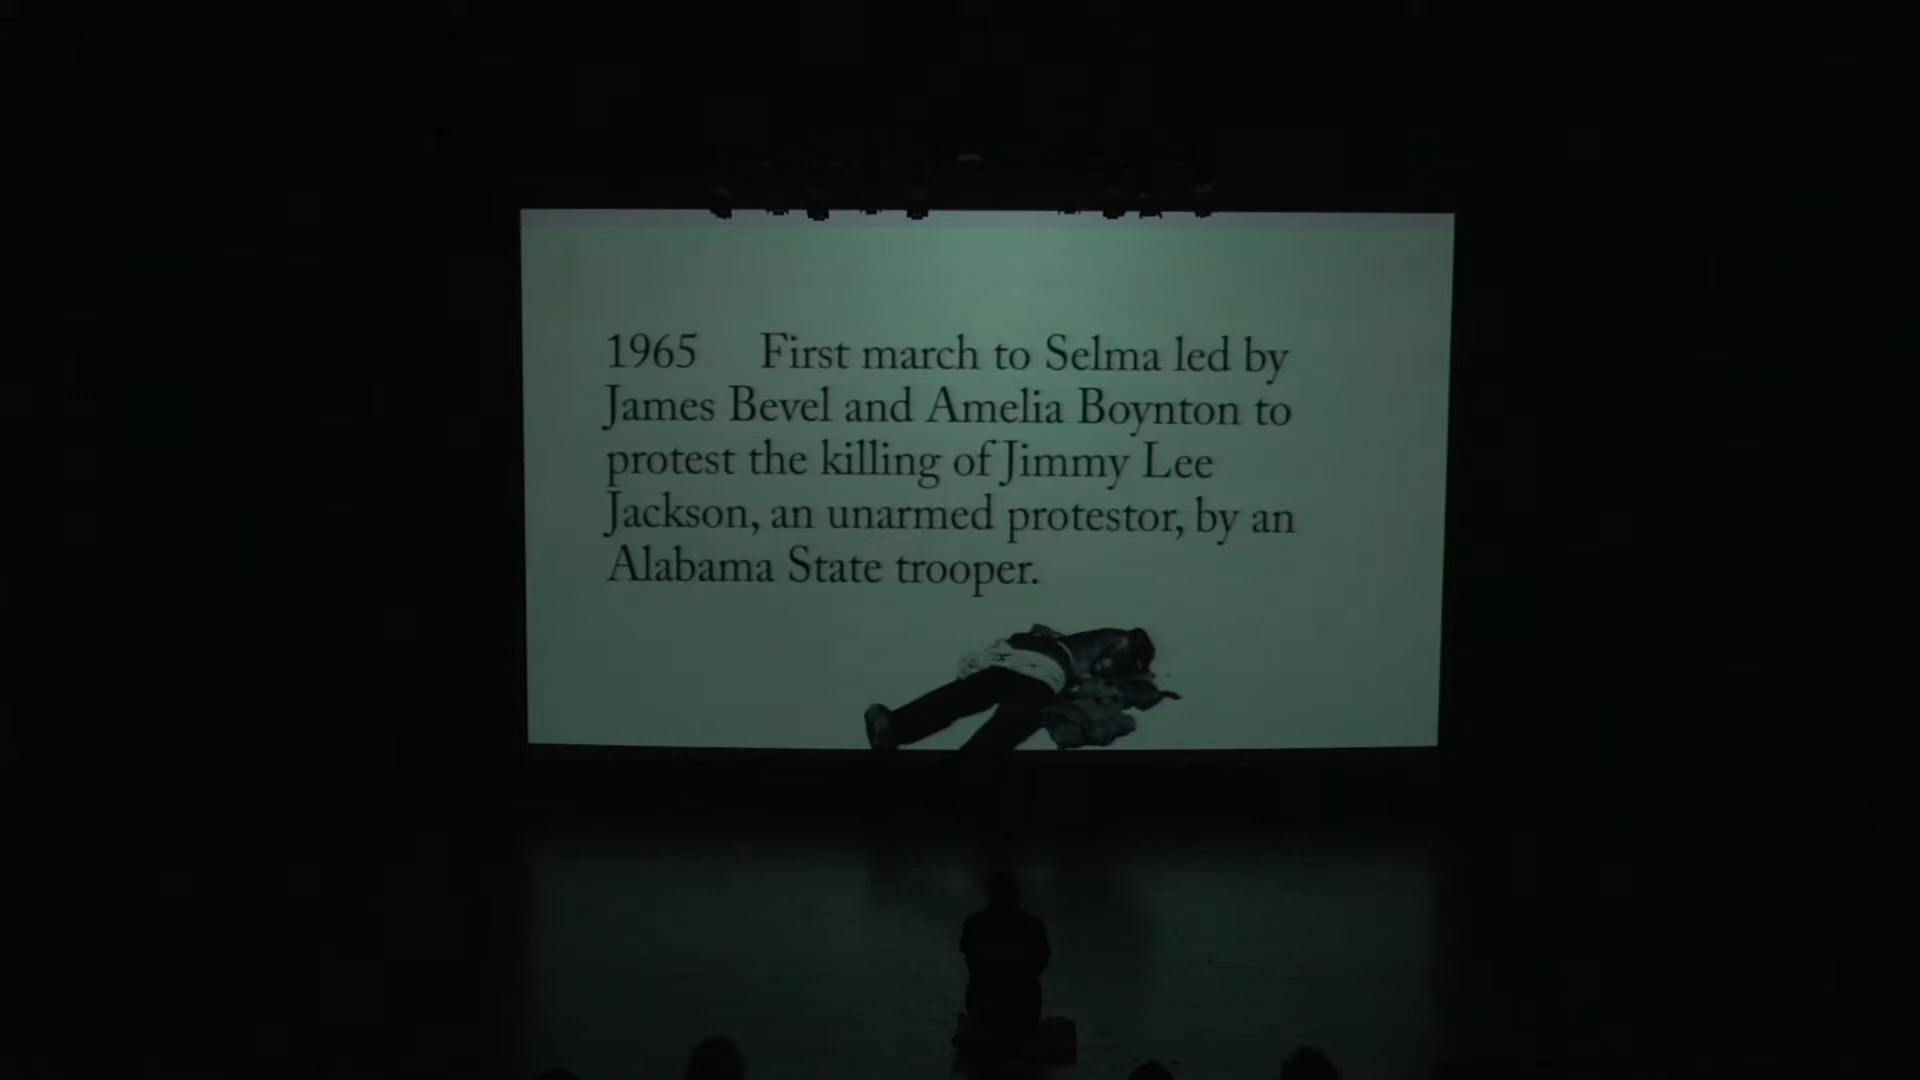 1965 First march to Selma led by
James Bevel and Amelia Boynton to
protest the killing of Jimmy Lee
Jackson, an unarmed protestor, by an
Alabama State trooper.